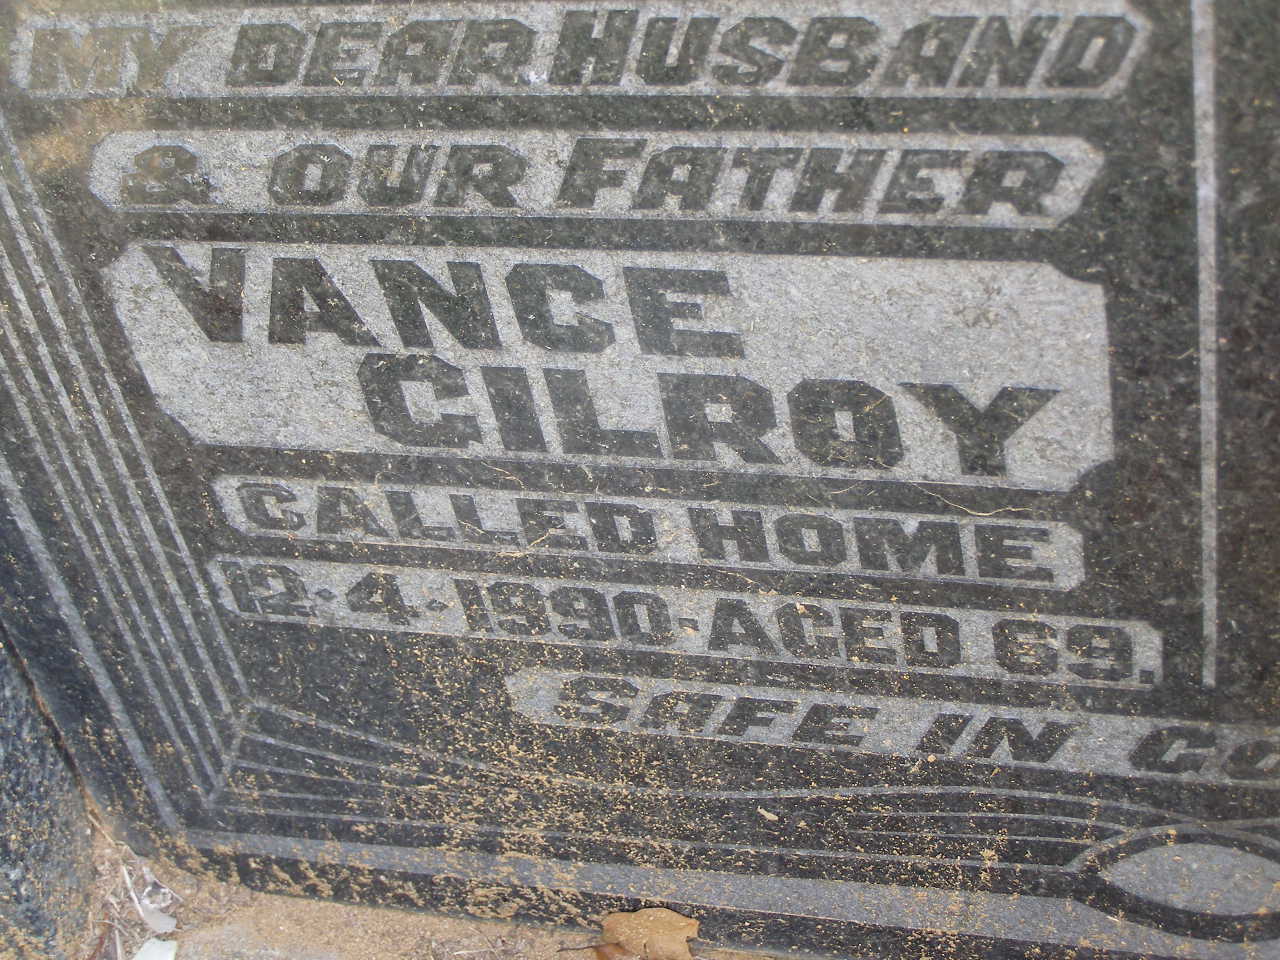 MY DEAR HUSBAND
& OUR FATHER
VANCE
GILROY
CALLED HOME
12·4·1990-AGED 69.
SAFE IN